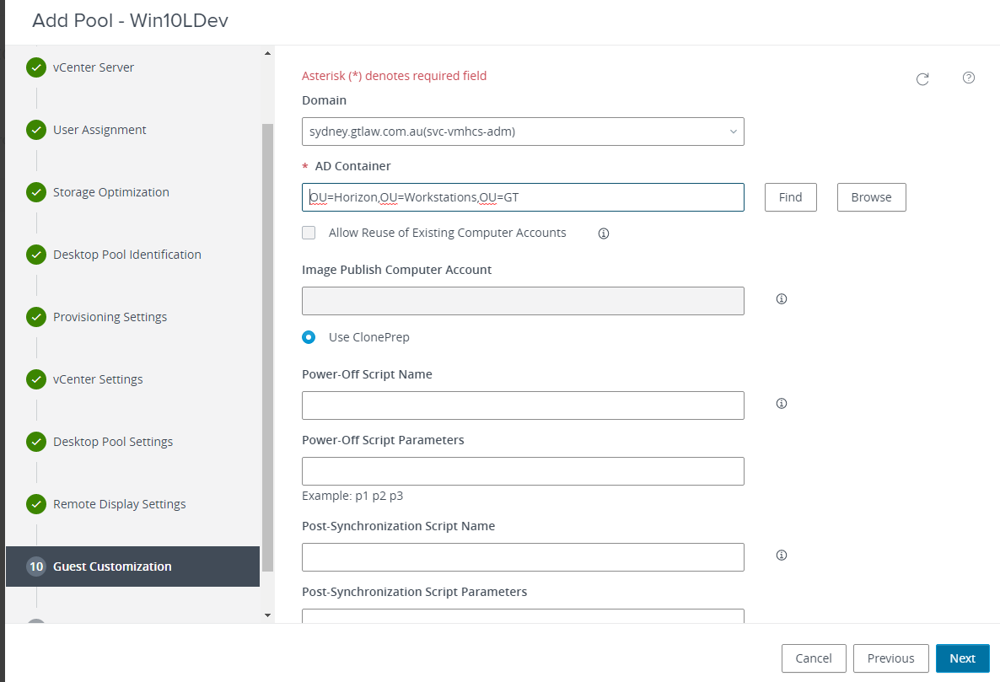 Add Pool - Win10LDev
vCenter Server
User Assignment
Storage Optimization
Desktop Pool Identification
Provisioning Settings
vCenter Settings
Desktop Pool Settings
Remote Display Settings
10 Guest Customization
Asterisk (*) denotes required field
Domain
sydney.gtlaw.com.au(svc-vmhcs-adm)
* AD Container
OU=Horizon,OU=Workstations,OU=GT
Find
Browse
Allow Reuse of Existing Computer Accounts
Image Publish Computer Account
Use ClonePrep
Power-Off Script Name
Power-Off Script Parameters
Example: p1 p2 p3
Post-Synchronization Script Name
Post-Synchronization Script Parameters
Cancel
Previous
Next